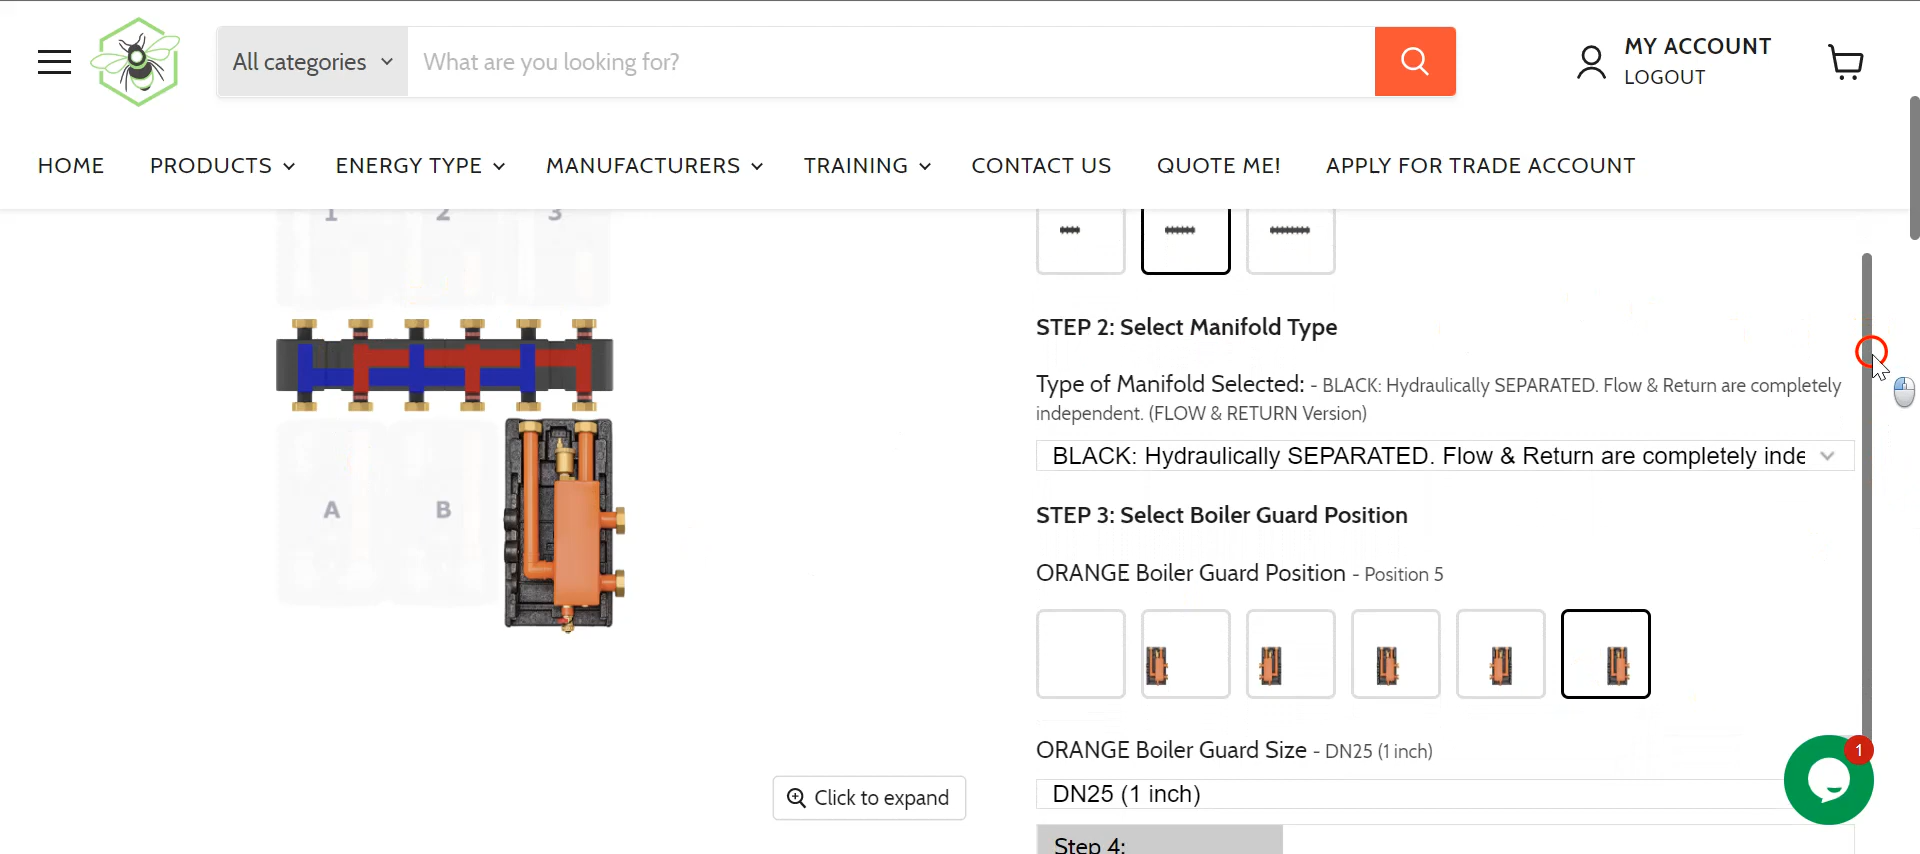 All categories
What are you looking for?
MY ACCOUNT
LOGOUT
HOME
PRODUCTS
ENERGY TYPE
MANUFACTURERS
TRAINING
CONTACT US
QUOTE ME!
APPLY FOR TRADE ACCOUNT
1 2 3
A B
Click to expand
STEP 2: Select Manifold Type
Type of Manifold Selected: - BLACK: Hydraulically SEPARATED. Flow & Return are completely
independent. (FLOW & RETURN Version)
BLACK: Hydraulically SEPARATED. Flow & Return are completely inde
STEP 3: Select Boiler Guard Position
ORANGE Boiler Guard Position - Position 5
ORANGE Boiler Guard Size - DN25 (1 inch)
DN25 (1 inch)
Step 4:
1